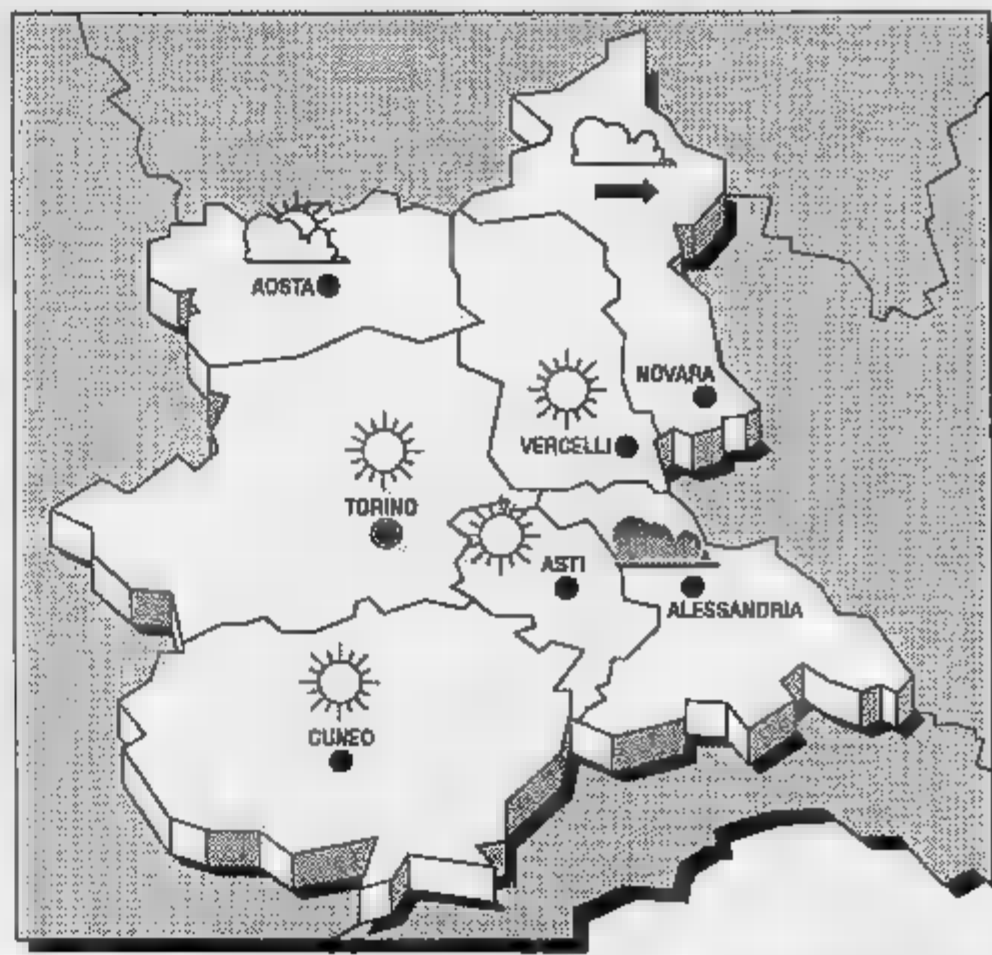 AOSTA
NOVARA
VERCELLI
TORINO
ASTI
ALESSANDRIA
CUNEO